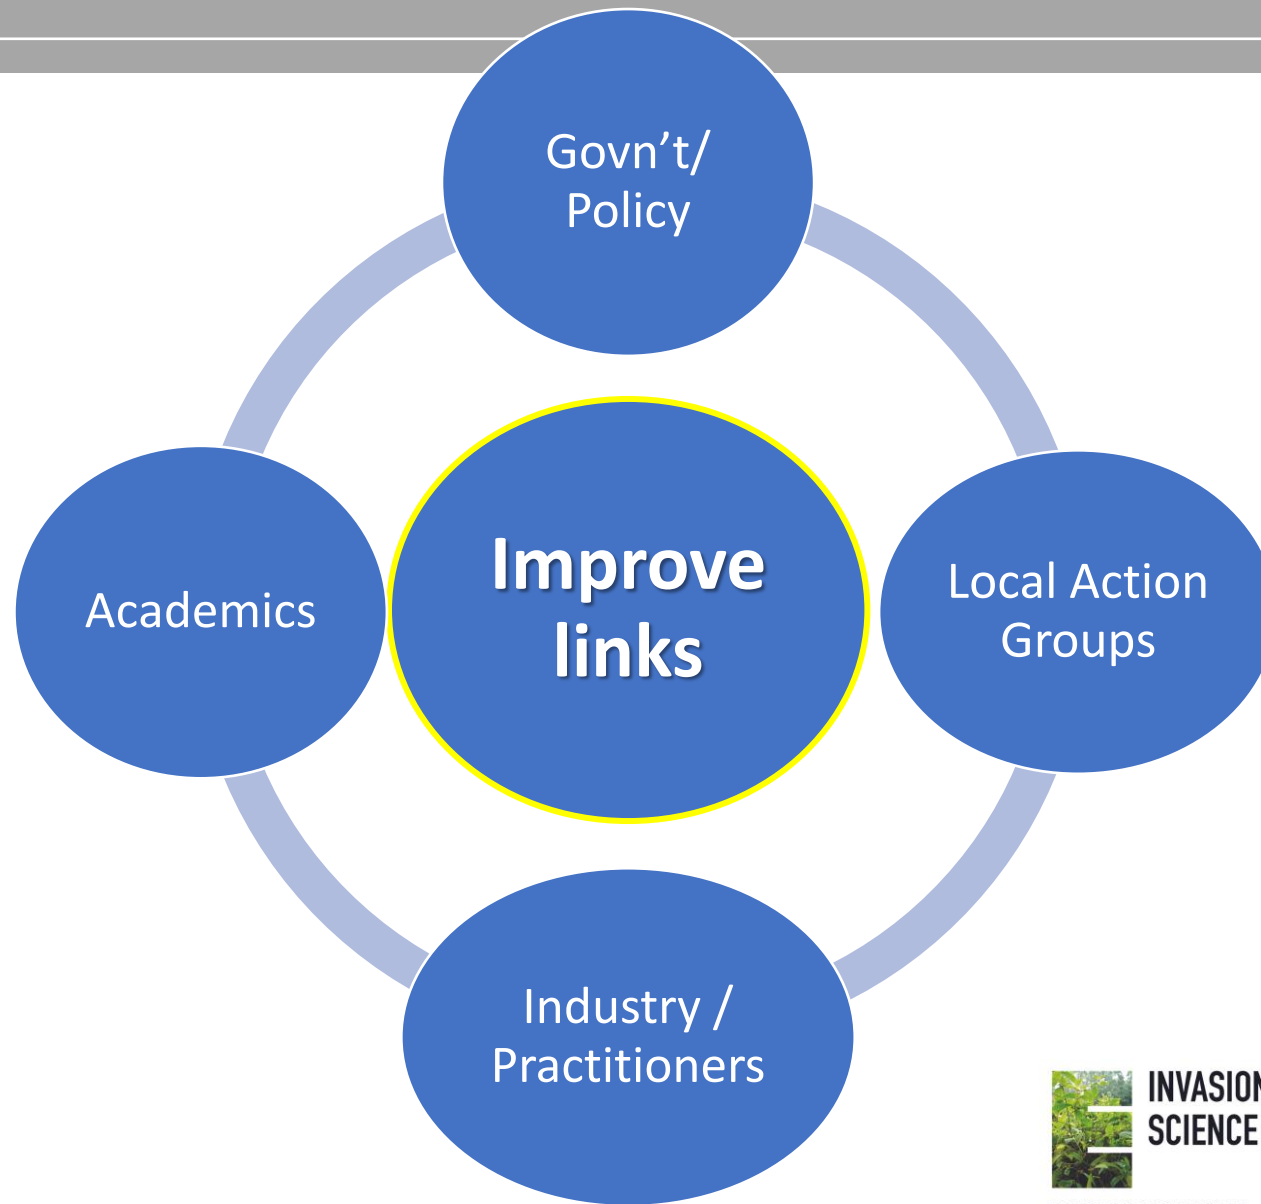 Govn’t/
Policy
Academics
Improve
links
Local Action
Groups
Industry /
Practitioners
INVASION
SCIENCE